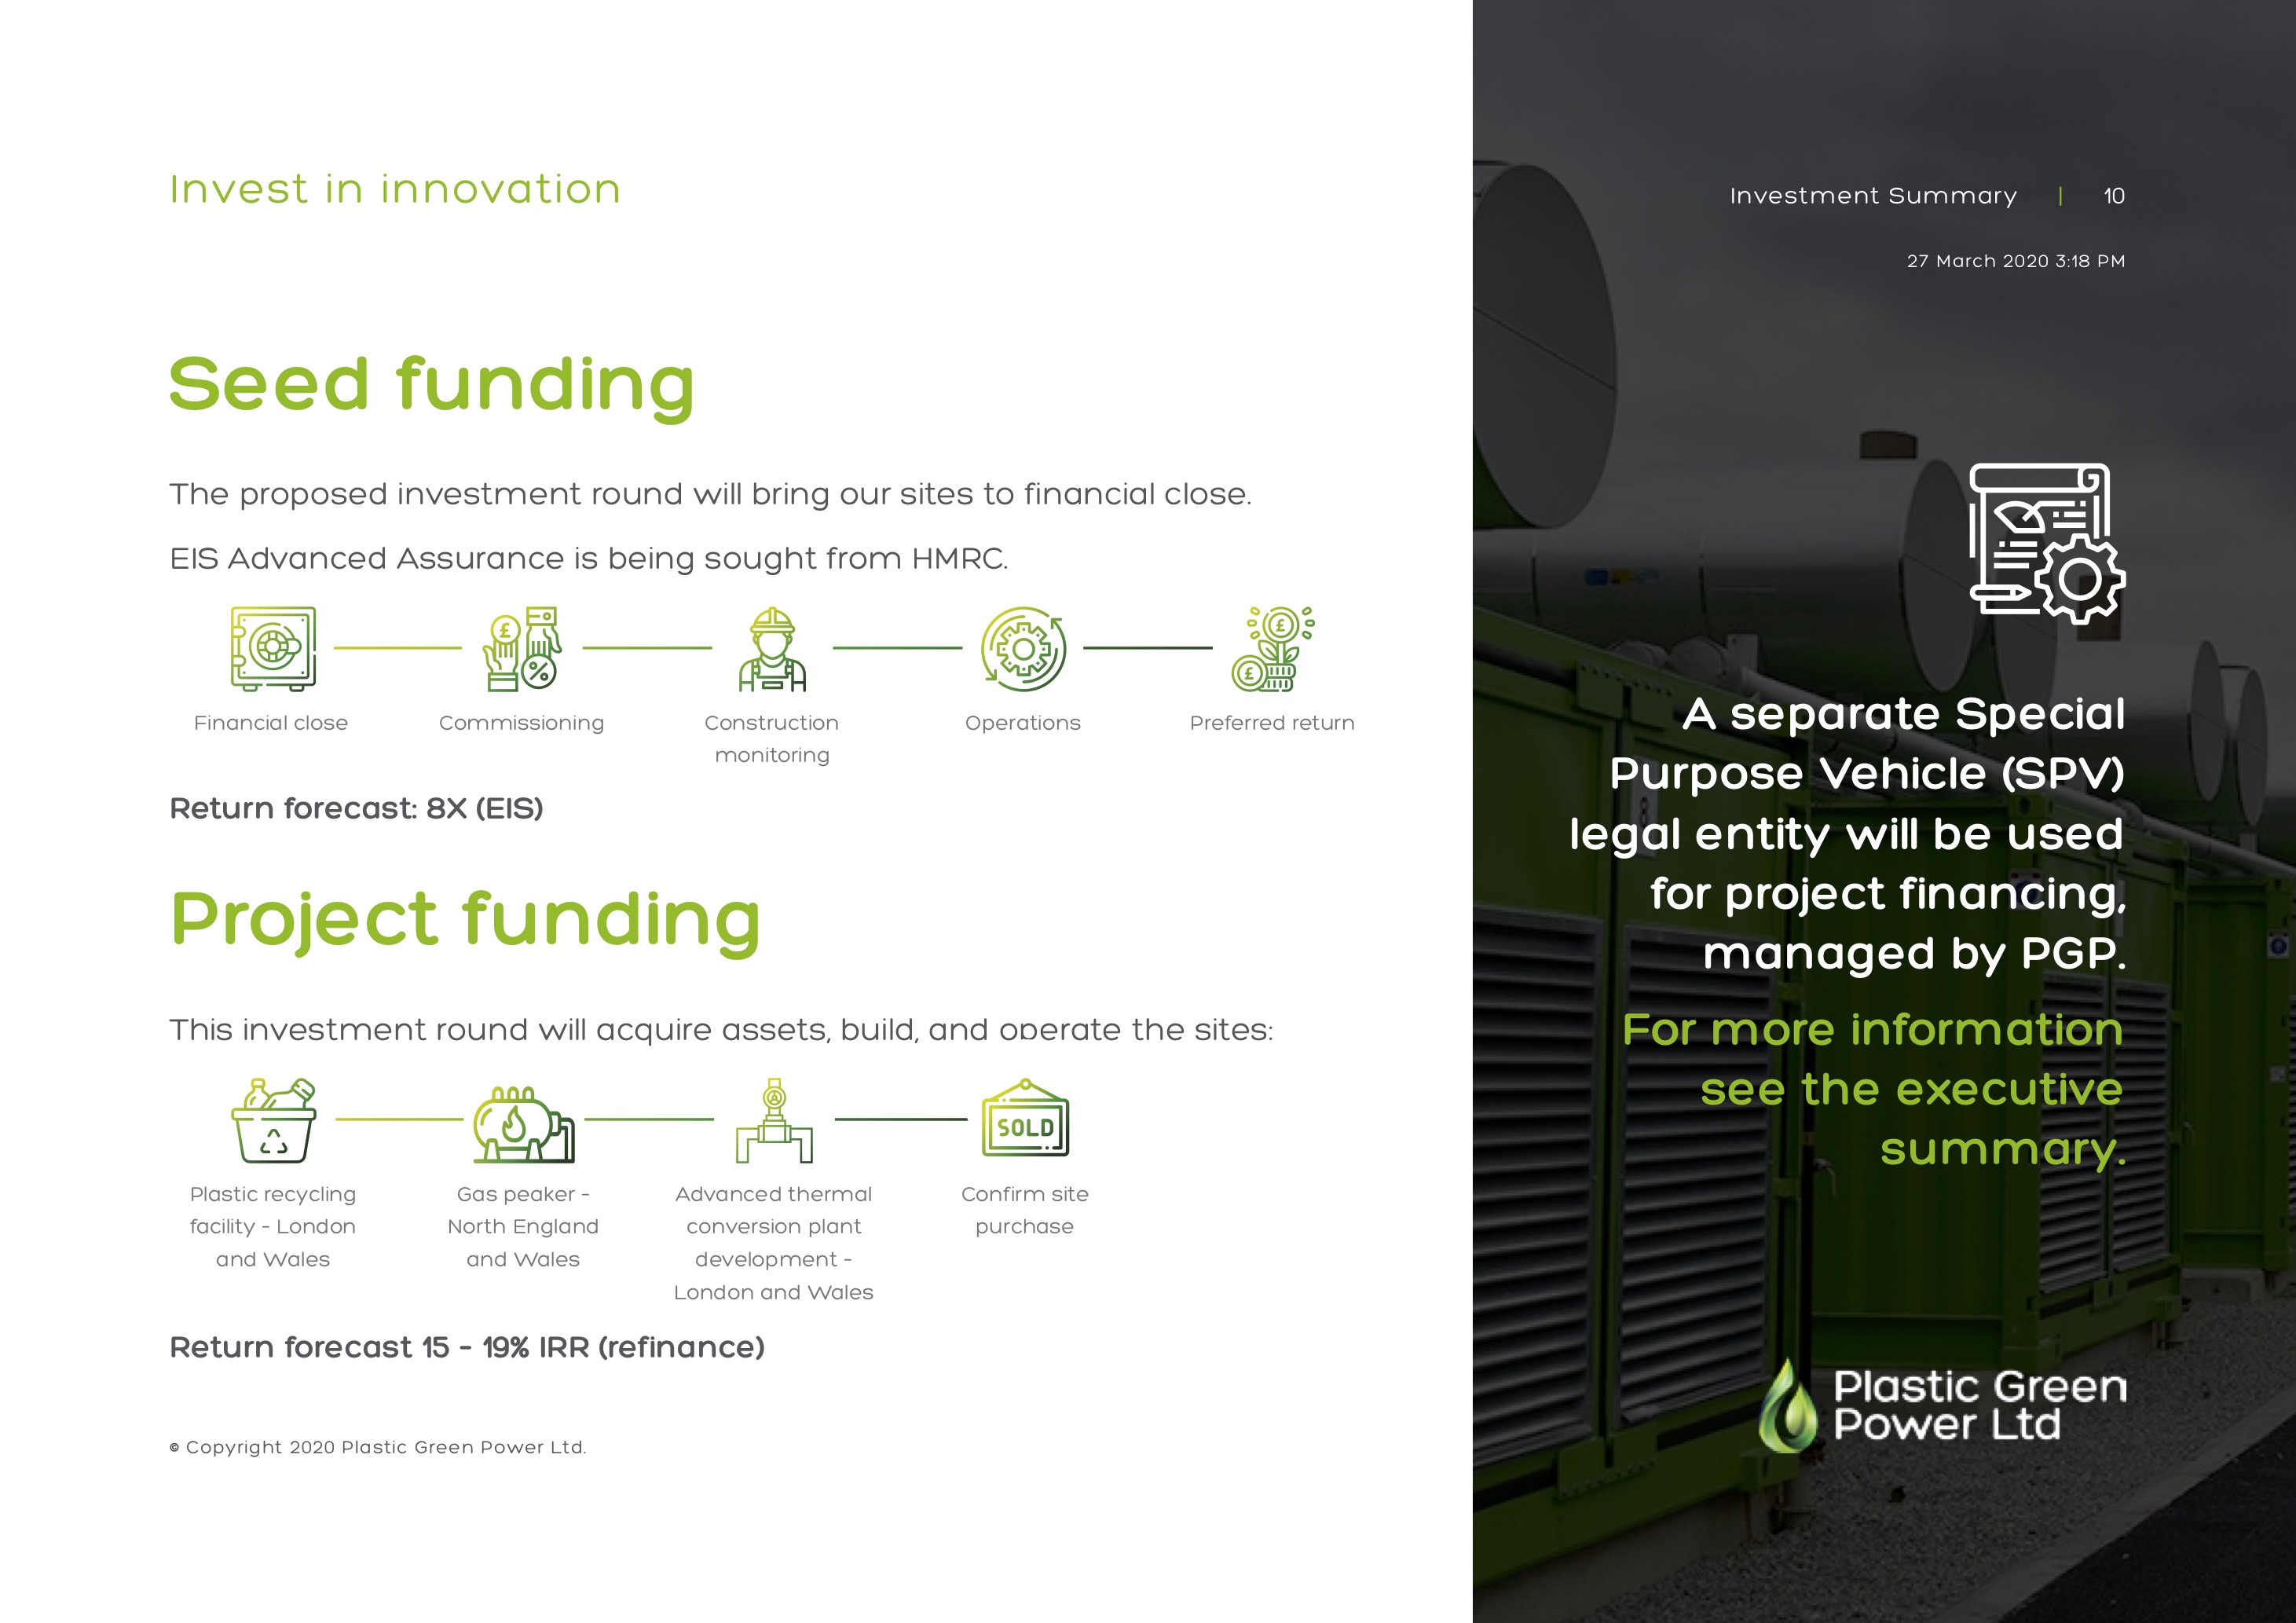 Invest in innovation
Seed funding
The proposed investment round will bring our sites to financial close.
EIS Advanced Assurance is being sought from HMRC.
Financial close
Commissioning
Construction
monitoring
Operations
Preferred return
Return forecast: 8X (EIS)
Project funding
This investment round will acquire assets, build, and operate the sites:
SOLD
Plastic recycling
facility - London
and Wales
Gas peaker -
North England
and Wales
Advanced thermal
conversion plant
development -
London and Wales
Confirm site
purchase
Return forecast 15 - 19% IRR (refinance)
© Copyright 2020 Plastic Green Power Ltd.
Investment Summary | 10
27 March 2020 3:18 PM
A separate Special
Purpose Vehicle (SPV)
legal entity will be used
for project financing,
managed by PGP.
For more information
see the executive
summary.
Plastic Green
Power Ltd